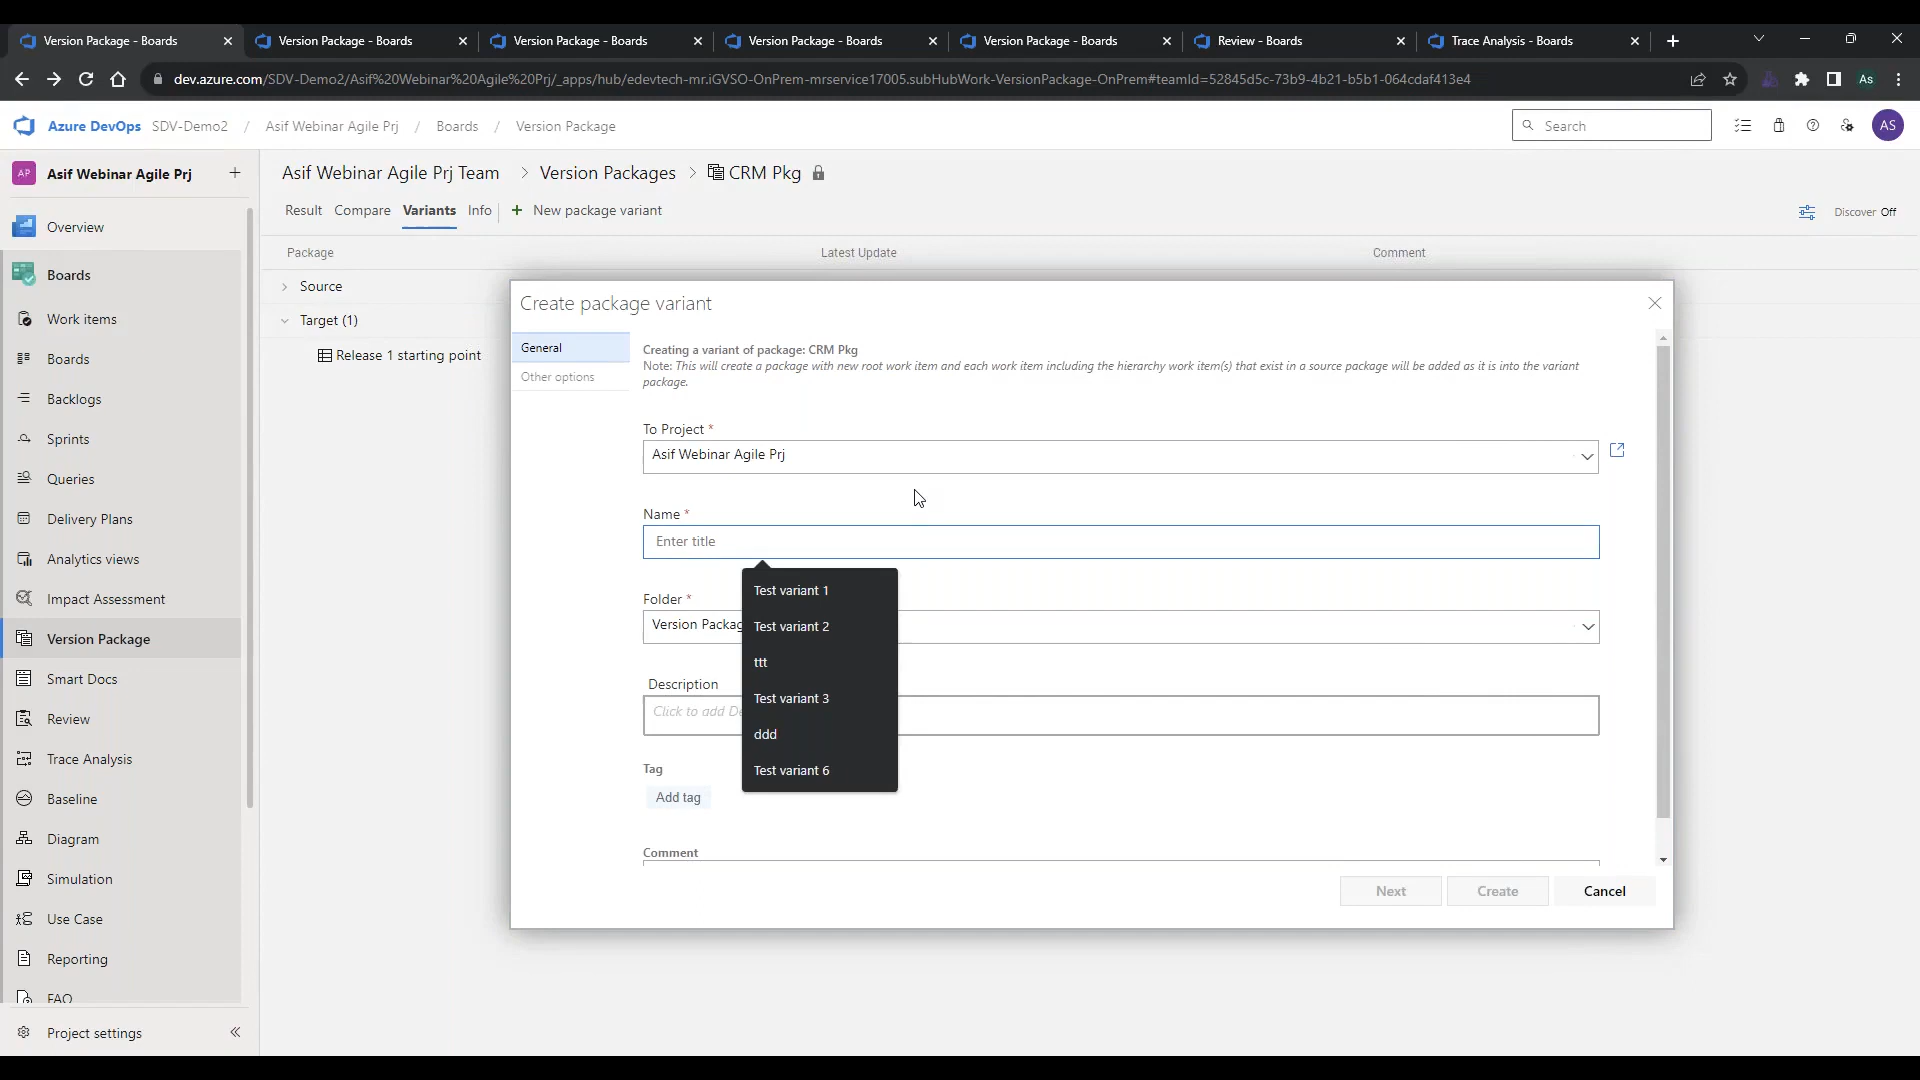 Version Package - Boards
Version Package - Boards
Version Package - Boards
Version Package - Boards
Version Package - Boards
Review - Boards
Trace Analysis - Boards
dev.azure.com/SDV-Demo2/Asif%20Webinar%20Agile%20Prj/_apps/hub/edevtech-mr.iGVSO-OnPrem-mrservice17005.subHubWork-VersionPackage-OnPrem#teamId=52845d5c-73b9-4b21-b5b1-064cdaf413e4
As
Azure DevOps SDV-Demo2 / Asif Webinar Agile Prj / Boards / Version Package
Search
AS
AP Asif Webinar Agile Prj +
Overview
Boards
Work items
Boards
Backlogs
Sprints
Queries
Delivery Plans
Analytics views
Impact Assessment
Version Package
Smart Docs
Review
Trace Analysis
Baseline
Diagram
Simulation
Use Case
Reporting
FAQ
Project settings
Asif Webinar Agile Prj Team > Version Packages > CRM Pkg
Result Compare Variants Info + New package variant
Discover Off
Package Latest Update Comment
Source
Target (1)
Release 1 starting point
Create package variant
General
Other options
Creating a variant of package: CRM Pkg
Note: This will create a package with new root work item and each work item including the hierarchy work item(s) that exist in a source package will be added as it is into the variant
package.
To Project *
Asif Webinar Agile Prj
Name *
Enter title
Test variant 1
Test variant 2
ttt
Test variant 3
ddd
Test variant 6
Folder *
Version Packag
Description
Click to add De
Tag
Add tag
Comment
Next Create Cancel